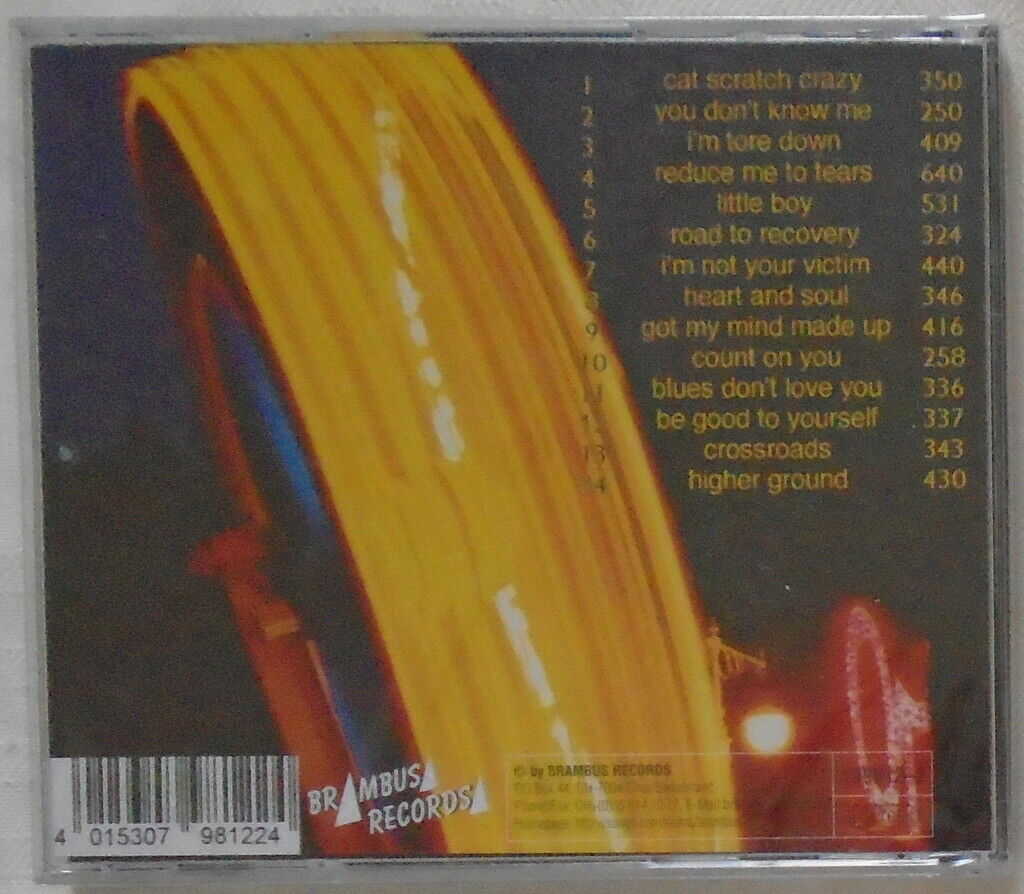 1 cat scratch crazy 350
2 you don't know me 250
3 i'm tore down 409
4 reduce me to tears 640
5 little boy 531
6 road to recovery 324
7 i'm not your victim 440
8 heart and soul 346
9 got my mind made up 416
10 count on you 258
11 blues don't love you 336
12 be good to yourself 337
13 crossroads 343
14 higher ground 430
BRAMBUS
RECORDS
© by BRAMBUS RECORDS
PO Box 44,
4 015307 981224